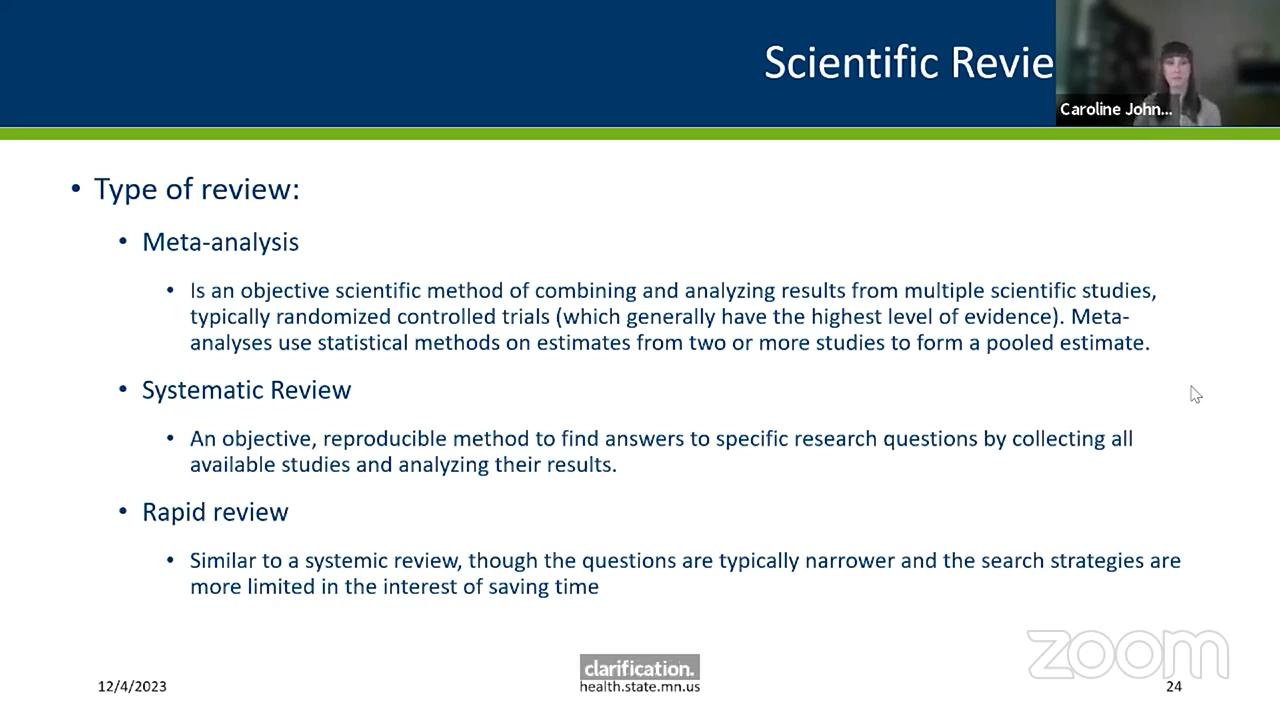 Scientific Revie
Caroline John...
• Type of review:
• Meta-analysis
• Is an objective scientific method of combining and analyzing results from multiple scientific studies,
typically randomized controlled trials (which generally have the highest level of evidence). Meta-
analyses use statistical methods on estimates from two or more studies to form a pooled estimate.
• Systematic Review
• An objective, reproducible method to find answers to specific research questions by collecting all
available studies and analyzing their results.
• Rapid review
• Similar to a systemic review, though the questions are typically narrower and the search strategies are
more limited in the interest of saving time
zoom
clarification.
12/4/2023
health.state.mn.us
24